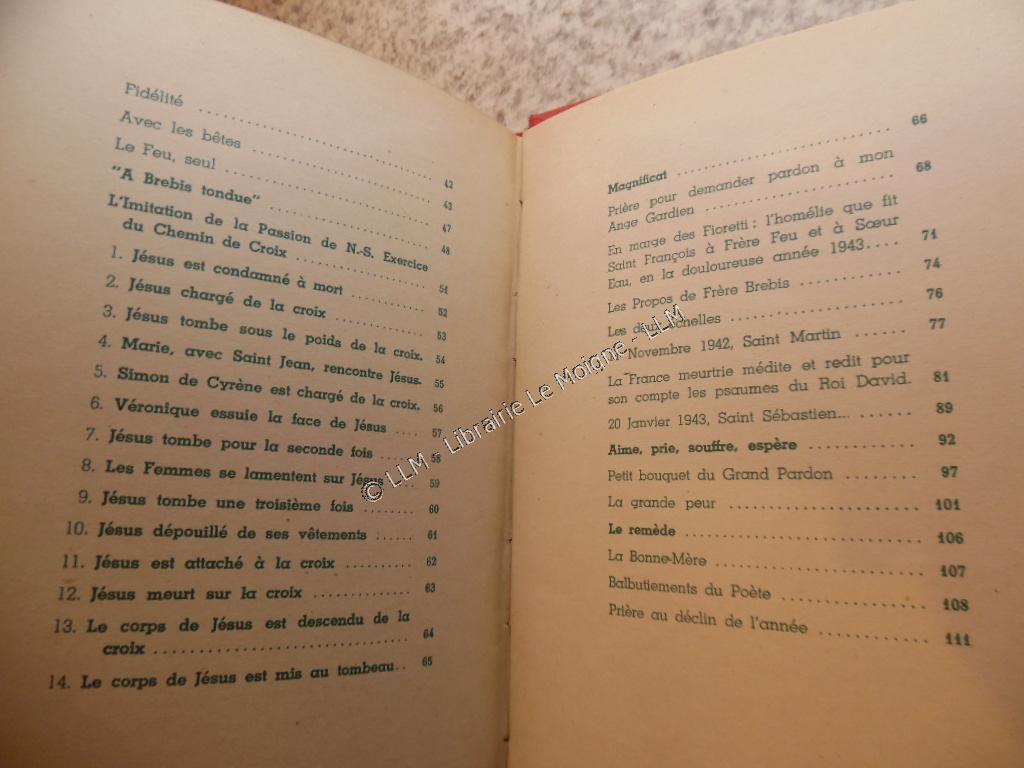 Fidélité .......... 42
Avec les bêtes .......... 43
Le Feu, seul .......... 47
"A Brebis tondue" .......... 48
L'Imitation de la Passion de N.-S. Exercice
du Chemin de Croix .......... 51
1. Jésus est condamné à mort .......... 52
2. Jésus chargé de la croix .......... 53
3. Jésus tombe sous le poids de la croix. 54
4. Marie, avec Saint Jean, rencontre Jésus. 55
5. Simon de Cyrène est chargé de la croix. 56
6. Véronique essuie la face de Jésus .... 57
7. Jésus tombe pour la seconde fois ..... 58
8. Les Femmes se lamentent sur Jésus .... 59
9. Jésus tombe une troisième fois ........ 60
10. Jésus dépouillé de ses vêtements ...... 61
11. Jésus est attaché à la croix .......... 62
12. Jésus meurt sur la croix ............. 63
13. Le corps de Jésus est descendu de la
croix .......................... 64
14. Le corps de Jésus est mis au tombeau.. 65
Magnificat .......... 66
Prière pour demander pardon à mon
Ange Gardien .......... 68
En marge des Fioretti : l'homélie que fit
Saint François à Frère Feu et à Sœur
Eau, en la douloureuse année 1943.... 71
Les Propos de Frère Brebis .......... 74
Les deux échelles .......... 76
Novembre 1942, Saint Martin ...... 77
La France meurtrie médite et redit pour
son compte les psaumes du Roi David. 81
20 Janvier 1943, Saint Sébastien... ...... 89
Aime, prie, souffre, espère .......... 92
Petit bouquet du Grand Pardon ........ 97
La grande peur .......... 101
Le remède .......... 106
La Bonne-Mère .......... 107
Balbutiements du Poète .......... 108
Prière au déclin de l'année .......... 111
© LLM - Librairie Le Moigne - LLM